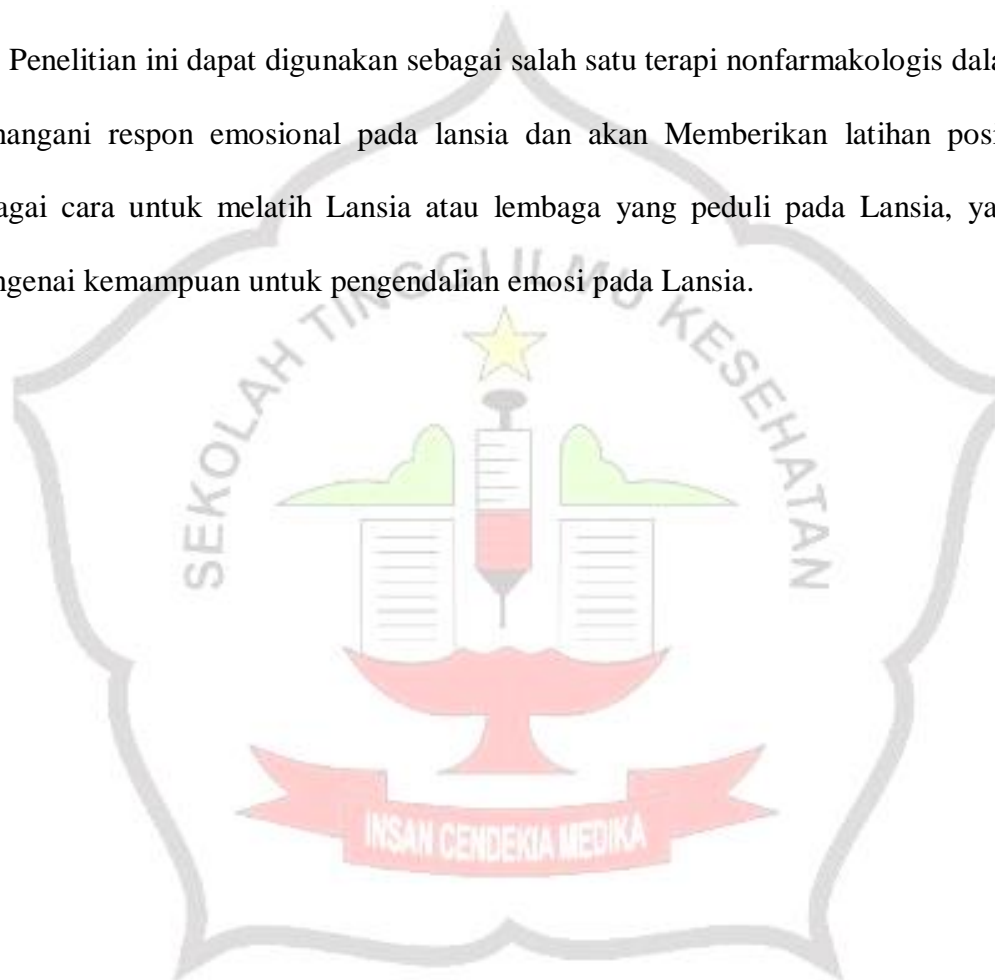 Penelitian ini dapat digunakan sebagai salah satu terapi nonfarmakologis dala
nangani respon emosional pada lansia dan akan Memberikan latihan posi
agai cara untuk melatih Lansia atau lembaga yang peduli pada Lansia, ya
ngenai kemampuan untuk pengendalian emosi pada Lansia.
SEKOLAH TINGGI ILMU KESEHATAN
INSAN CENDEKIA MEDIKA